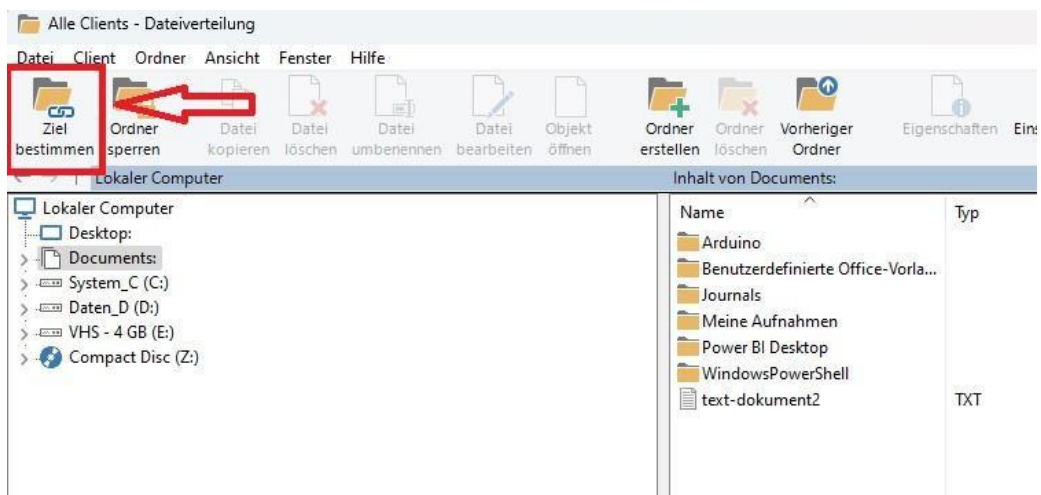 Alle Clients - Dateiverteilung
Datei Client Ordner Ansicht Fenster Hilfe
Ziel bestimmen
Ordner sperren
Datei kopieren
Datei löschen
Datei umbenennen
Datei bearbeiten
Objekt öffnen
Ordner erstellen
Ordner löschen
Vorheriger Ordner
Eigenschaften
Lokaler Computer
Inhalt von Documents:
Lokaler Computer
Desktop:
Documents:
System_C (C:)
Daten_D (D:)
VHS - 4 GB (E:)
Compact Disc (Z:)
Name Typ
Arduino
Benutzerdefinierte Office-Vorla...
Journals
Meine Aufnahmen
Power BI Desktop
WindowsPowerShell
text-dokument2 TXT